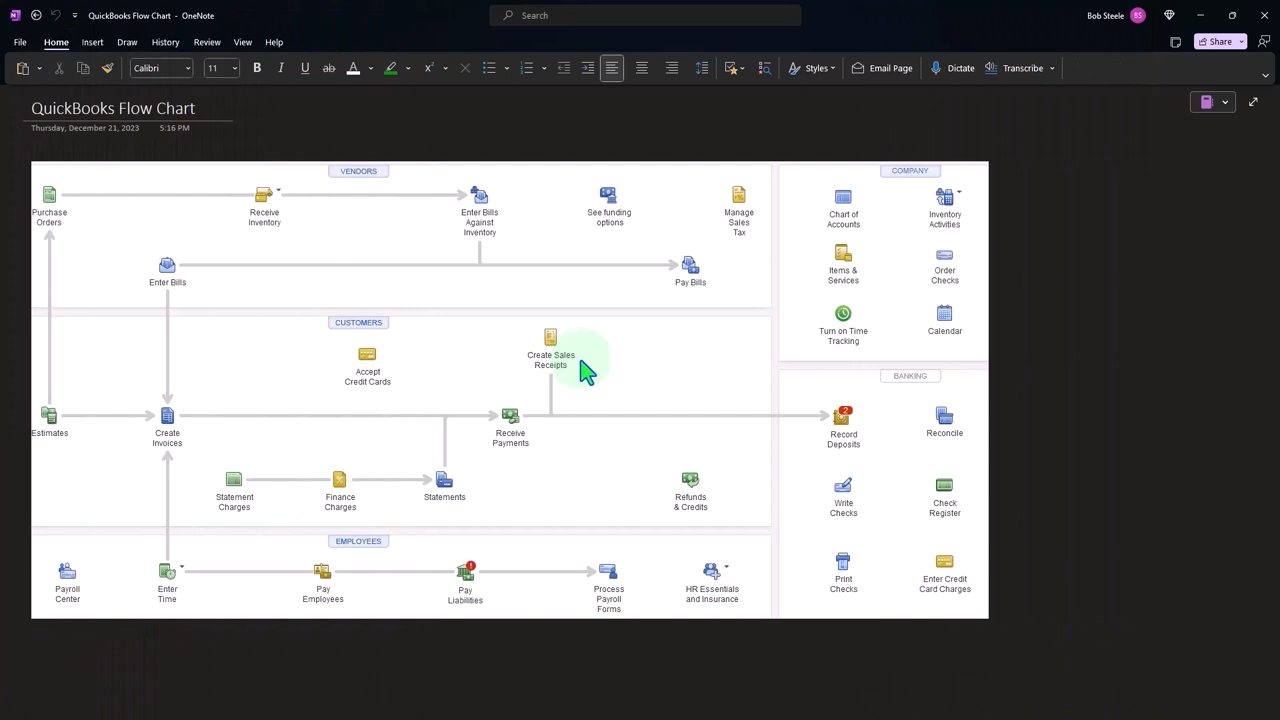 QuickBooks Flow Chart - OneNote
Search
Bob Steele
BS
File Home Insert Draw History Review View Help
Share
Calibri 11 B I U ab A x² Styles Email Page Dictate Transcribe
QuickBooks Flow Chart
Thursday, December 21, 2023 5:16 PM
VENDORS
Purchase
Orders
Receive
Inventory
Enter Bills
Against
Inventory
See funding
options
Manage
Sales
Tax
Enter Bills
Pay Bills
CUSTOMERS
Accept
Credit Cards
Create Sales
Receipts
Estimates
Create
Invoices
Receive
Payments
Statement
Charges
Finance
Charges
Statements
Refunds
& Credits
EMPLOYEES
Payroll
Center
Enter
Time
Pay
Employees
Pay
Liabilities
Process
Payroll
Forms
HR Essentials
and Insurance
COMPANY
Chart of
Accounts
Inventory
Activities
Items &
Services
Order
Checks
Turn on Time
Tracking
Calendar
BANKING
2
Record
Deposits
Reconcile
Write
Checks
Check
Register
Print
Checks
Enter Credit
Card Charges